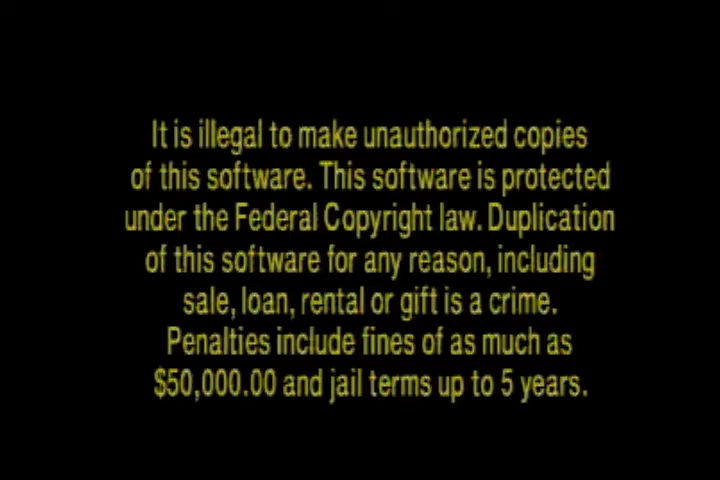 It is illegal to make unauthorized copies
of this software. This software is protected
under the Federal Copyright law. Duplication
of this software for any reason, including
sale, loan, rental or gift is a crime.
Penalties include fines of as much as
$50,000.00 and jail terms up to 5 years.